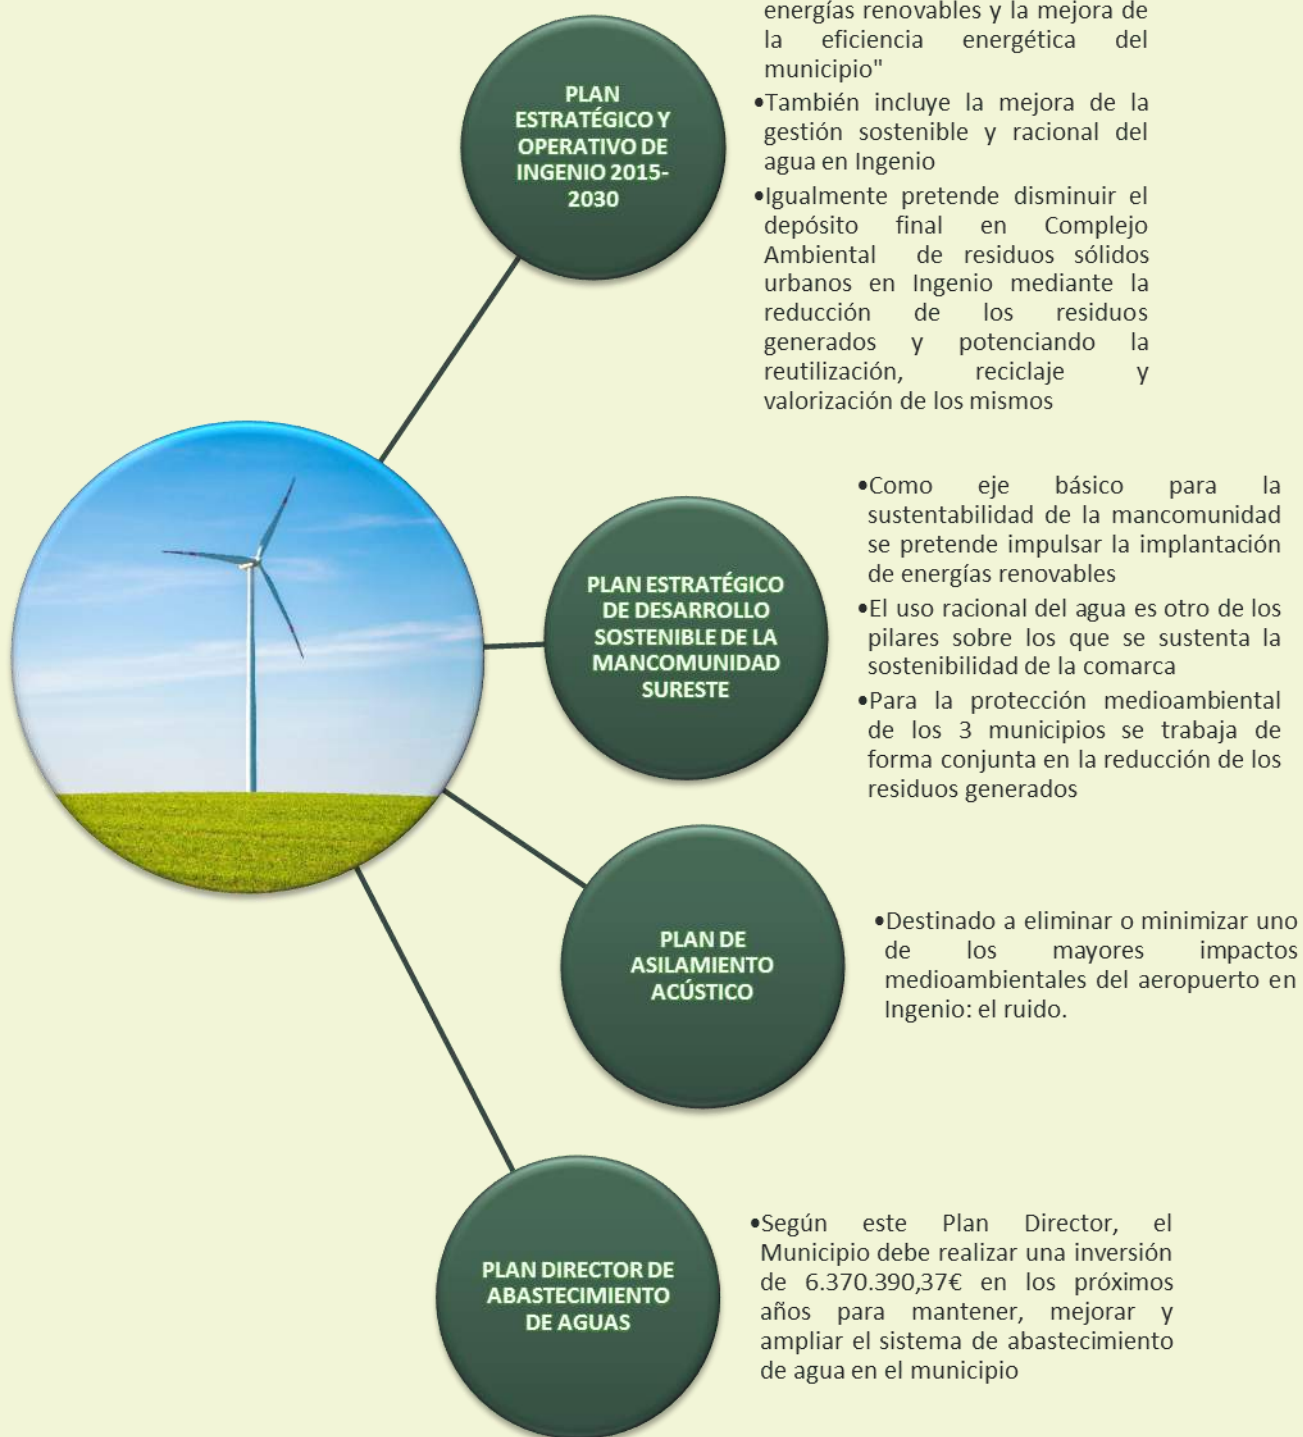 PLAN
ESTRATÉGICO Y
OPERATIVO DE
INGENIO 2015-
2030
energías renovables y la mejora de
la eficiencia energética del
municipio"
•También incluye la mejora de la
gestión sostenible y racional del
agua en Ingenio
•Igualmente pretende disminuir el
depósito final en Complejo
Ambiental de residuos sólidos
urbanos en Ingenio mediante la
reducción de los residuos
generados y potenciando la
reutilización, reciclaje y
valorización de los mismos
PLAN ESTRATÉGICO
DE DESARROLLO
SOSTENIBLE DE LA
MANCOMUNIDAD
SURESTE
•Como eje básico para la
sustentabilidad de la mancomunidad
se pretende impulsar la implantación
de energías renovables
•El uso racional del agua es otro de los
pilares sobre los que se sustenta la
sostenibilidad de la comarca
•Para la protección medioambiental
de los 3 municipios se trabaja de
forma conjunta en la reducción de los
residuos generados
PLAN DE
ASILAMIENTO
ACÚSTICO
•Destinado a eliminar o minimizar uno
de los mayores impactos
medioambientales del aeropuerto en
Ingenio: el ruido.
PLAN DIRECTOR DE
ABASTECIMIENTO
DE AGUAS
•Según este Plan Director, el
Municipio debe realizar una inversión
de 6.370.390,37€ en los próximos
años para mantener, mejorar y
ampliar el sistema de abastecimiento
de agua en el municipio